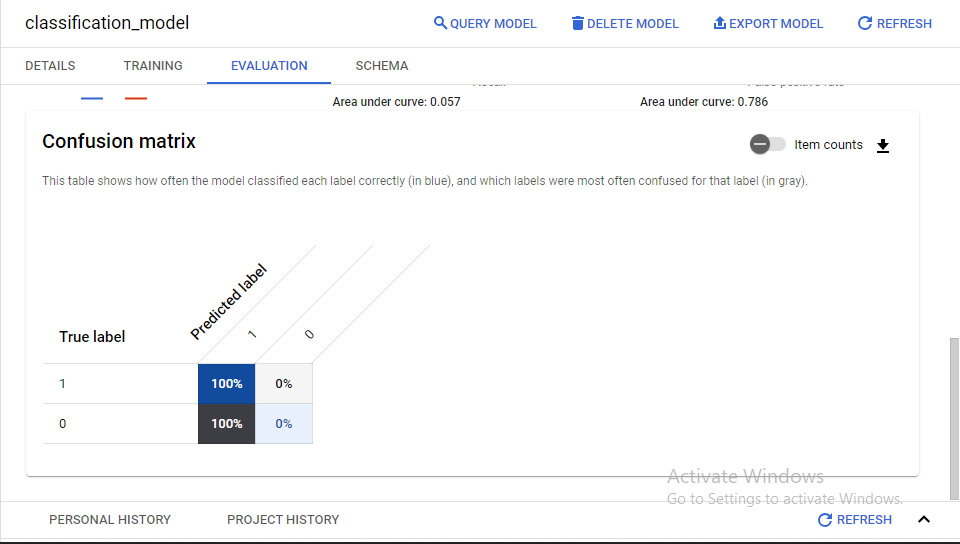 classification_model
QUERY MODEL
DELETE MODEL
EXPORT MODEL
REFRESH
DETAILS
TRAINING
EVALUATION
SCHEMA
Recall
False positive rate
Area under curve: 0.057
Area under curve: 0.786
Confusion matrix
Item counts
This table shows how often the model classified each label correctly (in blue), and which labels were most often confused for that label (in gray).
Predicted label
True label
1
0
1
100%
0%
0
100%
0%
Activate Windows
Go to Settings to activate Windows.
PERSONAL HISTORY
PROJECT HISTORY
REFRESH